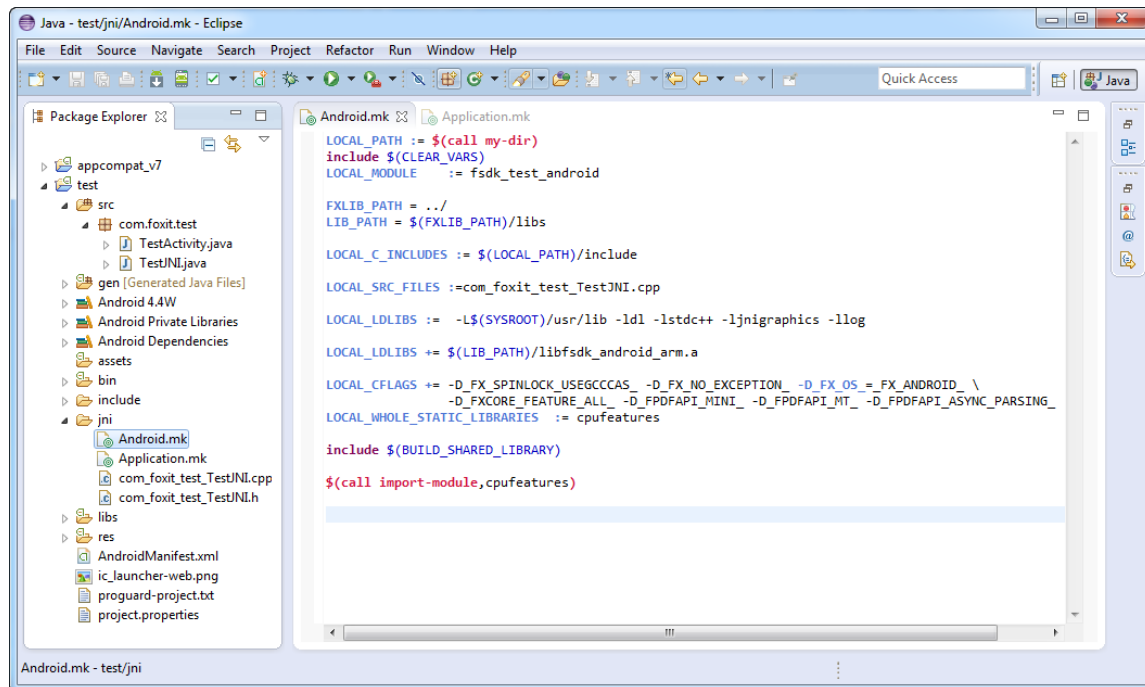 Java - test/jni/Android.mk - Eclipse
File Edit Source Navigate Search Project Refactor Run Window Help
Quick Access
Java
Package Explorer
appcompat_v7
test
src
com.foxit.test
TestActivity.java
TestJNI.java
gen [Generated Java Files]
Android 4.4W
Android Private Libraries
Android Dependencies
assets
bin
include
jni
Android.mk
Application.mk
com_foxit_test_TestJNI.cpp
com_foxit_test_TestJNI.h
libs
res
AndroidManifest.xml
ic_launcher-web.png
proguard-project.txt
project.properties
Android.mk Application.mk
LOCAL_PATH := $(call my-dir)
include $(CLEAR_VARS)
LOCAL_MODULE    := fsdk_test_android
FXLIB_PATH = ../
LIB_PATH = $(FXLIB_PATH)/libs
LOCAL_C_INCLUDES := $(LOCAL_PATH)/include
LOCAL_SRC_FILES :=com_foxit_test_TestJNI.cpp
LOCAL_LDLIBS :=  -L$(SYSROOT)/usr/lib -ldl -lstdc++ -ljnigraphics -llog
LOCAL_LDLIBS += $(LIB_PATH)/libfsdk_android_arm.a
LOCAL_CFLAGS += -D_FX_SPINLOCK_USEGCCCAS_ -D_FX_NO_EXCEPTION_ -D_FX_OS_=_FX_ANDROID_ \
-D_FXCORE_FEATURE_ALL_ -D_FPDFAPI_MINI_ -D_FPDFAPI_MT_ -D_FPDFAPI_ASYNC_PARSING_
LOCAL_WHOLE_STATIC_LIBRARIES  := cpufeatures
include $(BUILD_SHARED_LIBRARY)
$(call import-module,cpufeatures)
Android.mk - test/jni